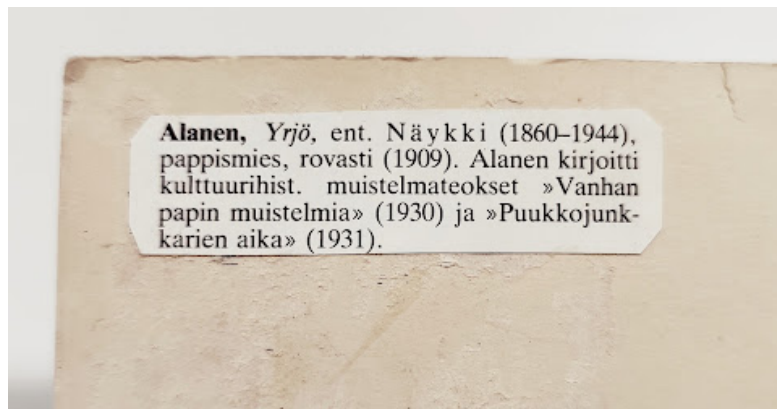 Alanen, Yrjö, ent. Näykki (1860–1944),
pappismies, rovasti (1909). Alanen kirjoitti
kulttuurihist. muistelmateokset »Vanhan
papin muistelmia» (1930) ja »Puukkojunk-
karien aika» (1931).